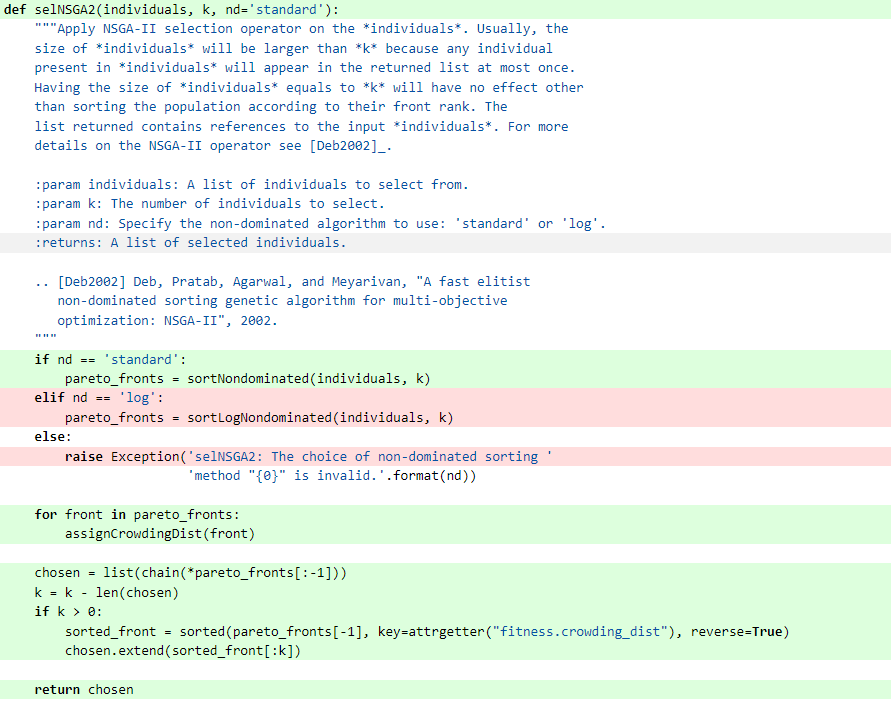 def selNSGA2(individuals, k, nd='standard'):
    """Apply NSGA-II selection operator on the *individuals*. Usually, the
    size of *individuals* will be larger than *k* because any individual
    present in *individuals* will appear in the returned list at most once.
    Having the size of *individuals* equals to *k* will have no effect other
    than sorting the population according to their front rank. The
    list returned contains references to the input *individuals*. For more
    details on the NSGA-II operator see [Deb2002]_.

    :param individuals: A list of individuals to select from.
    :param k: The number of individuals to select.
    :param nd: Specify the non-dominated algorithm to use: 'standard' or 'log'.
    :returns: A list of selected individuals.

    .. [Deb2002] Deb, Pratab, Agarwal, and Meyarivan, "A fast elitist
       non-dominated sorting genetic algorithm for multi-objective
       optimization: NSGA-II", 2002.
    """
    if nd == 'standard':
        pareto_fronts = sortNondominated(individuals, k)
    elif nd == 'log':
        pareto_fronts = sortLogNondominated(individuals, k)
    else:
        raise Exception('selNSGA2: The choice of non-dominated sorting '
                        'method "{0}" is invalid.'.format(nd))

    for front in pareto_fronts:
        assignCrowdingDist(front)

    chosen = list(chain(*pareto_fronts[:-1]))
    k = k - len(chosen)
    if k > 0:
        sorted_front = sorted(pareto_fronts[-1], key=attrgetter("fitness.crowding_dist"), reverse=True)
        chosen.extend(sorted_front[:k])

    return chosen